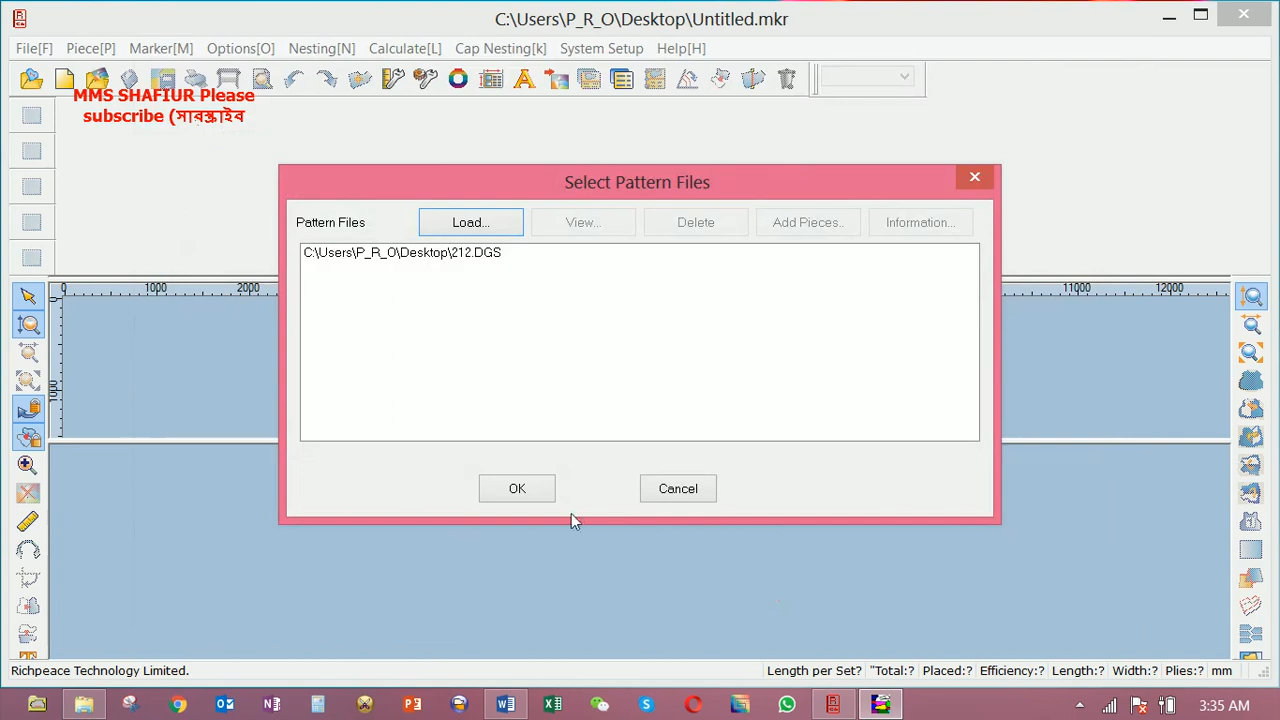 C:\Users\P_R_O\Desktop\Untitled.mkr
File[F] Piece[P] Marker[M] Options[O] Nesting[N] Calculate[L] Cap Nesting[k] System Setup Help[H]
MMS SHAFIUR Please
subscribe (সাবস্ক্রাইব
Select Pattern Files
Pattern Files Load... View... Delete Add Pieces.. Information...
C:\Users\P_R_O\Desktop\212.DGS
0 1000 2000 11000 12000
1000
OK Cancel
Richpeace Technology Limited. Length per Set? "Total:? Placed:? Efficiency:? Length:? Width:? Plies:? mm
3:35 AM